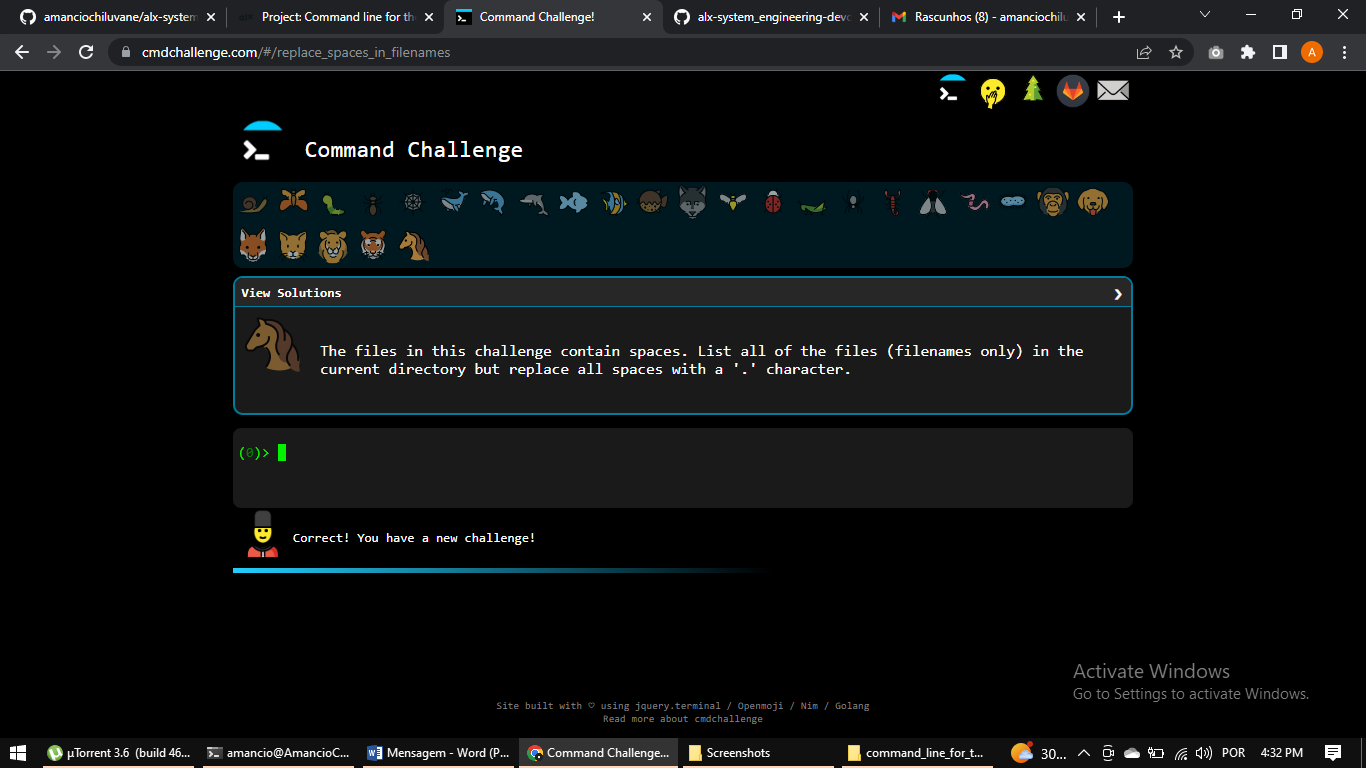 amanciochiluvane/alx-system
Project: Command line for the
Command Challenge!
alx-system_engineering-devo
Rascunhos (8) - amanciochilu
cmdchallenge.com/#/replace_spaces_in_filenames
A
Command Challenge
View Solutions
The files in this challenge contain spaces. List all of the files (filenames only) in the
current directory but replace all spaces with a '.' character.
(0)>
Correct! You have a new challenge!
Activate Windows
Go to Settings to activate Windows.
Site built with ♡ using jquery.terminal / Openmoji / Nim / Golang
Read more about cmdchallenge
µTorrent 3.6 (build 46...
amancio@AmancioC...
Mensagem - Word (P...
Command Challenge...
Screenshots
command_line_for_t...
30...
POR
4:32 PM